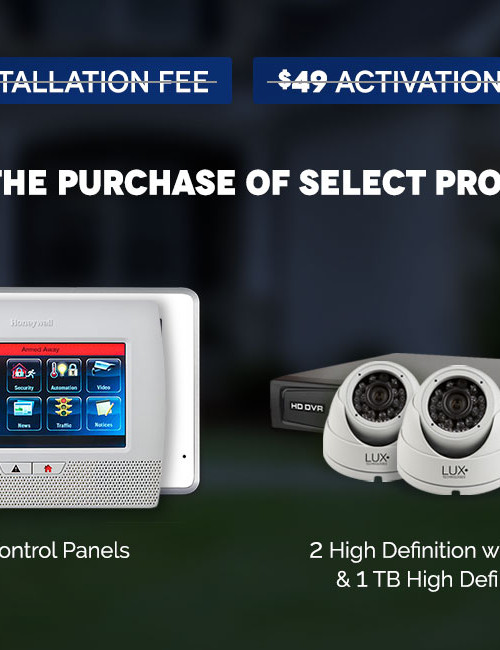 TALLATION FEE
$49 ACTIVATION
THE PURCHASE OF SELECT PRO
Honeywell
Armed Away
Security Automation Video
News Traffic Notices
HD DVR
LUX
LUX
ontrol Panels
2 High Definition w
& 1 TB High Defi